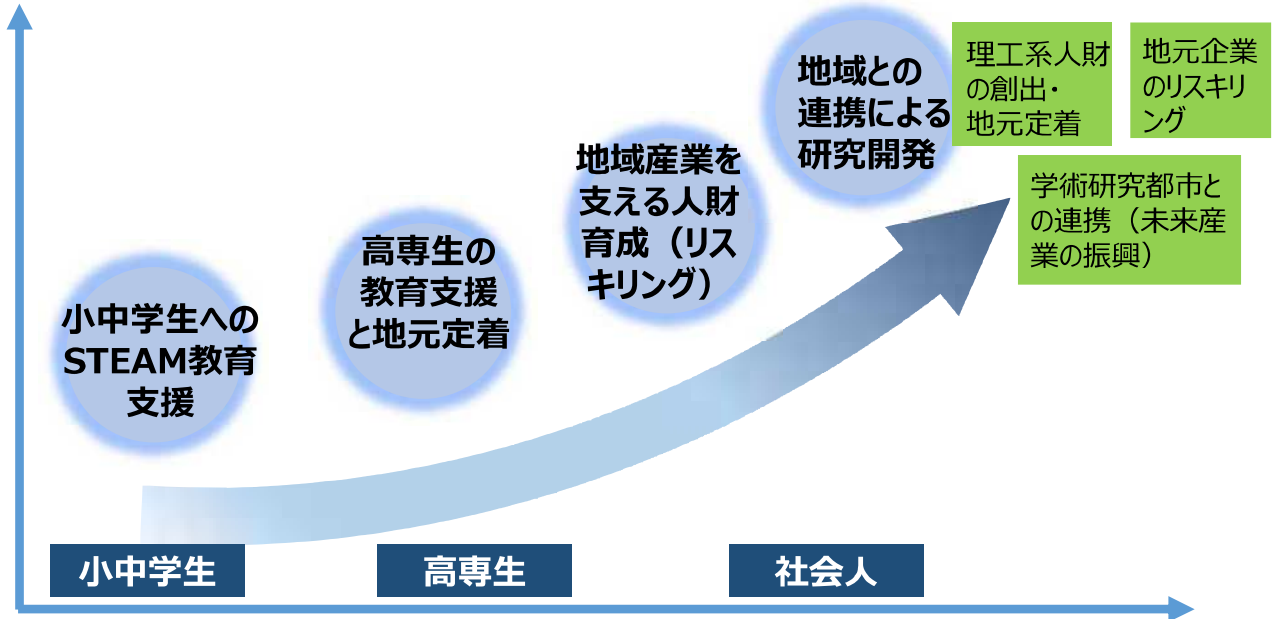 小中学生への
STEAM教育
支援
高専生の
教育支援
と地元定着
地域産業を
支える人財
育成（リス
キリング）
地域との
連携による
研究開発
理工系人財
の創出・
地元定着
地元企業
のリスキリ
ング
学術研究都市と
の連携（未来産
業の振興）
小中学生
高専生
社会人